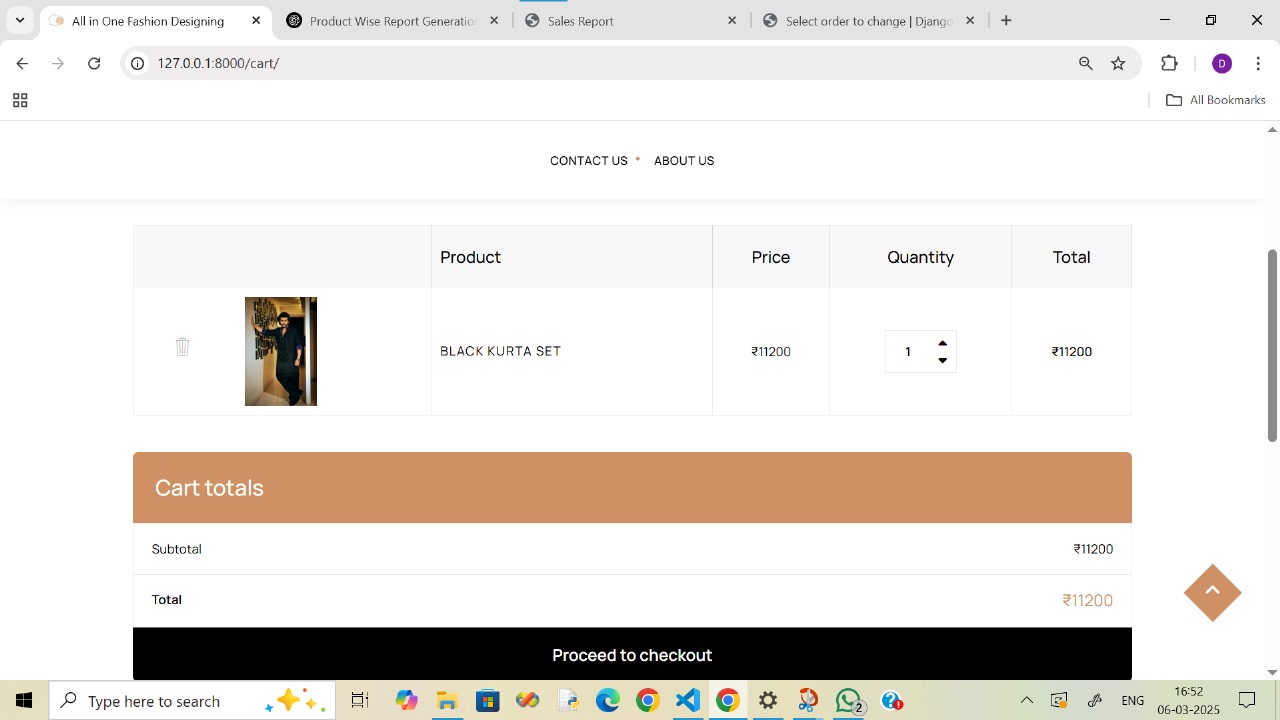 All in One Fashion Designing
Product Wise Report Generatio
Sales Report
Select order to change | Django
127.0.0.1:8000/cart/
D
All Bookmarks
CONTACT US
ABOUT US
Product
Price
Quantity
Total
BLACK KURTA SET
₹11200
1
₹11200
Cart totals
Subtotal
₹11200
Total
₹11200
Proceed to checkout
Type here to search
2
ENG
16:52
06-03-2025